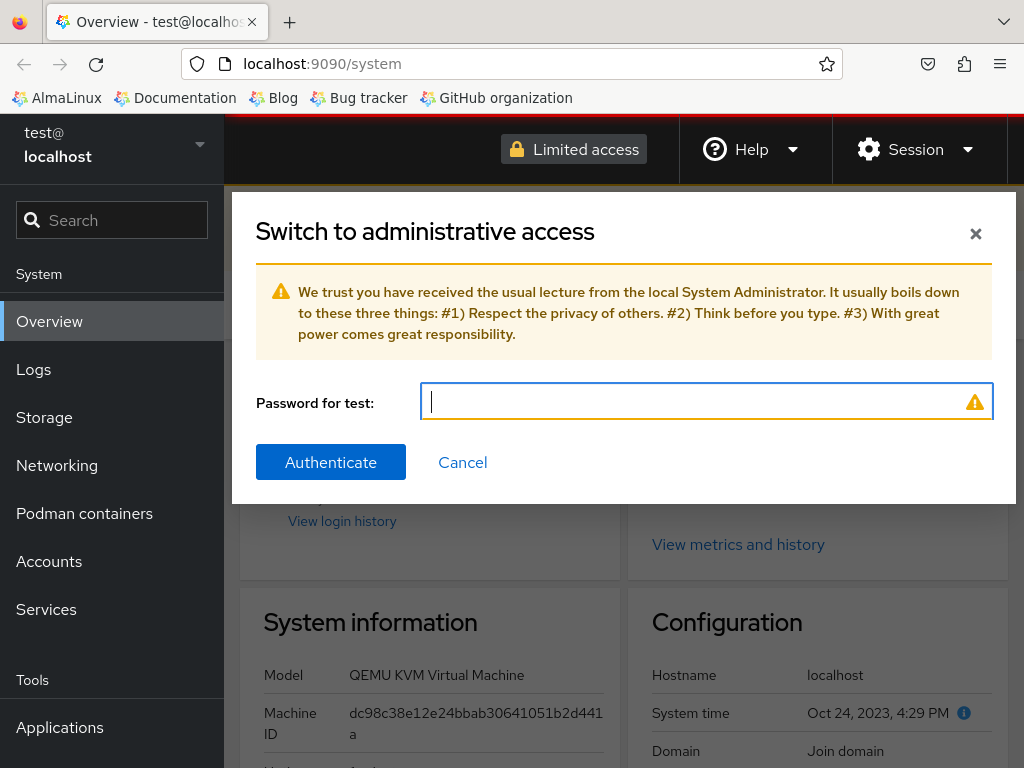 Overview - test@localhos
localhost:9090/system
AlmaLinux
Documentation
Blog
Bug tracker
GitHub organization
test@
localhost
Limited access
Help
Session
Search
System
Overview
Logs
Storage
Networking
Podman containers
Accounts
Services
Tools
Applications
Switch to administrative access
We trust you have received the usual lecture from the local System Administrator. It usually boils down
to these three things: #1) Respect the privacy of others. #2) Think before you type. #3) With great
power comes great responsibility.
Password for test:
Authenticate
Cancel
View login history
View metrics and history
System information
Model QEMU KVM Virtual Machine
Machine dc98c38e12e24bbab30641051b2d441
ID a
Configuration
Hostname localhost
System time Oct 24, 2023, 4:29 PM
Domain Join domain